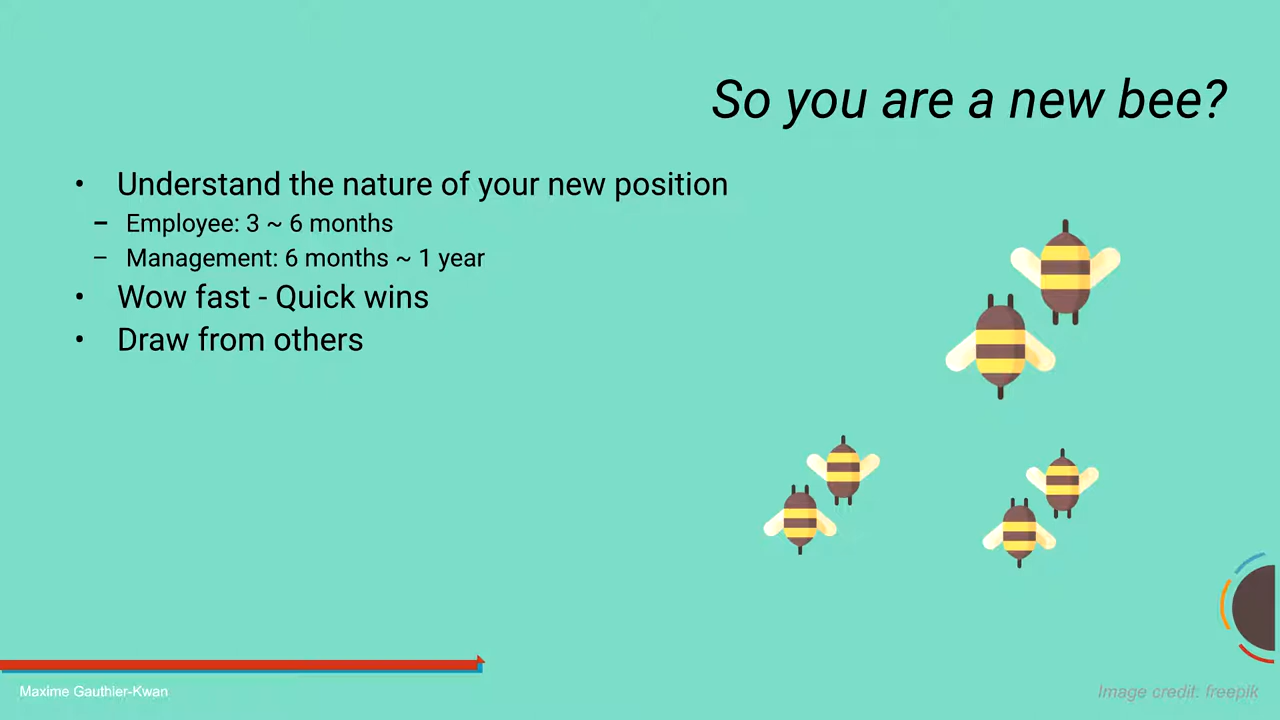 So you are a new bee?
• Understand the nature of your new position
– Employee: 3 ~ 6 months
– Management: 6 months ~ 1 year
• Wow fast - Quick wins
• Draw from others
Maxime Gauthier-Kwan
Image credit: freepik